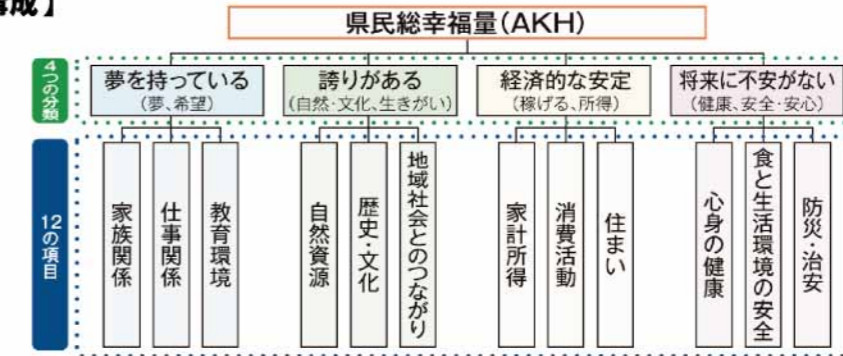 成】
県民総幸福量(AKH)
4つの分類
夢を持っている
(夢、希望)
誇りがある
(自然・文化、生きがい)
経済的な安定
(稼げる、所得)
将来に不安がない
(健康、安全・安心)
12の項目
家族関係
仕事関係
教育環境
自然資源
歴史・文化
地域社会とのつながり
家計所得
消費活動
住まい
心身の健康
食と生活環境の安全
防災・治安